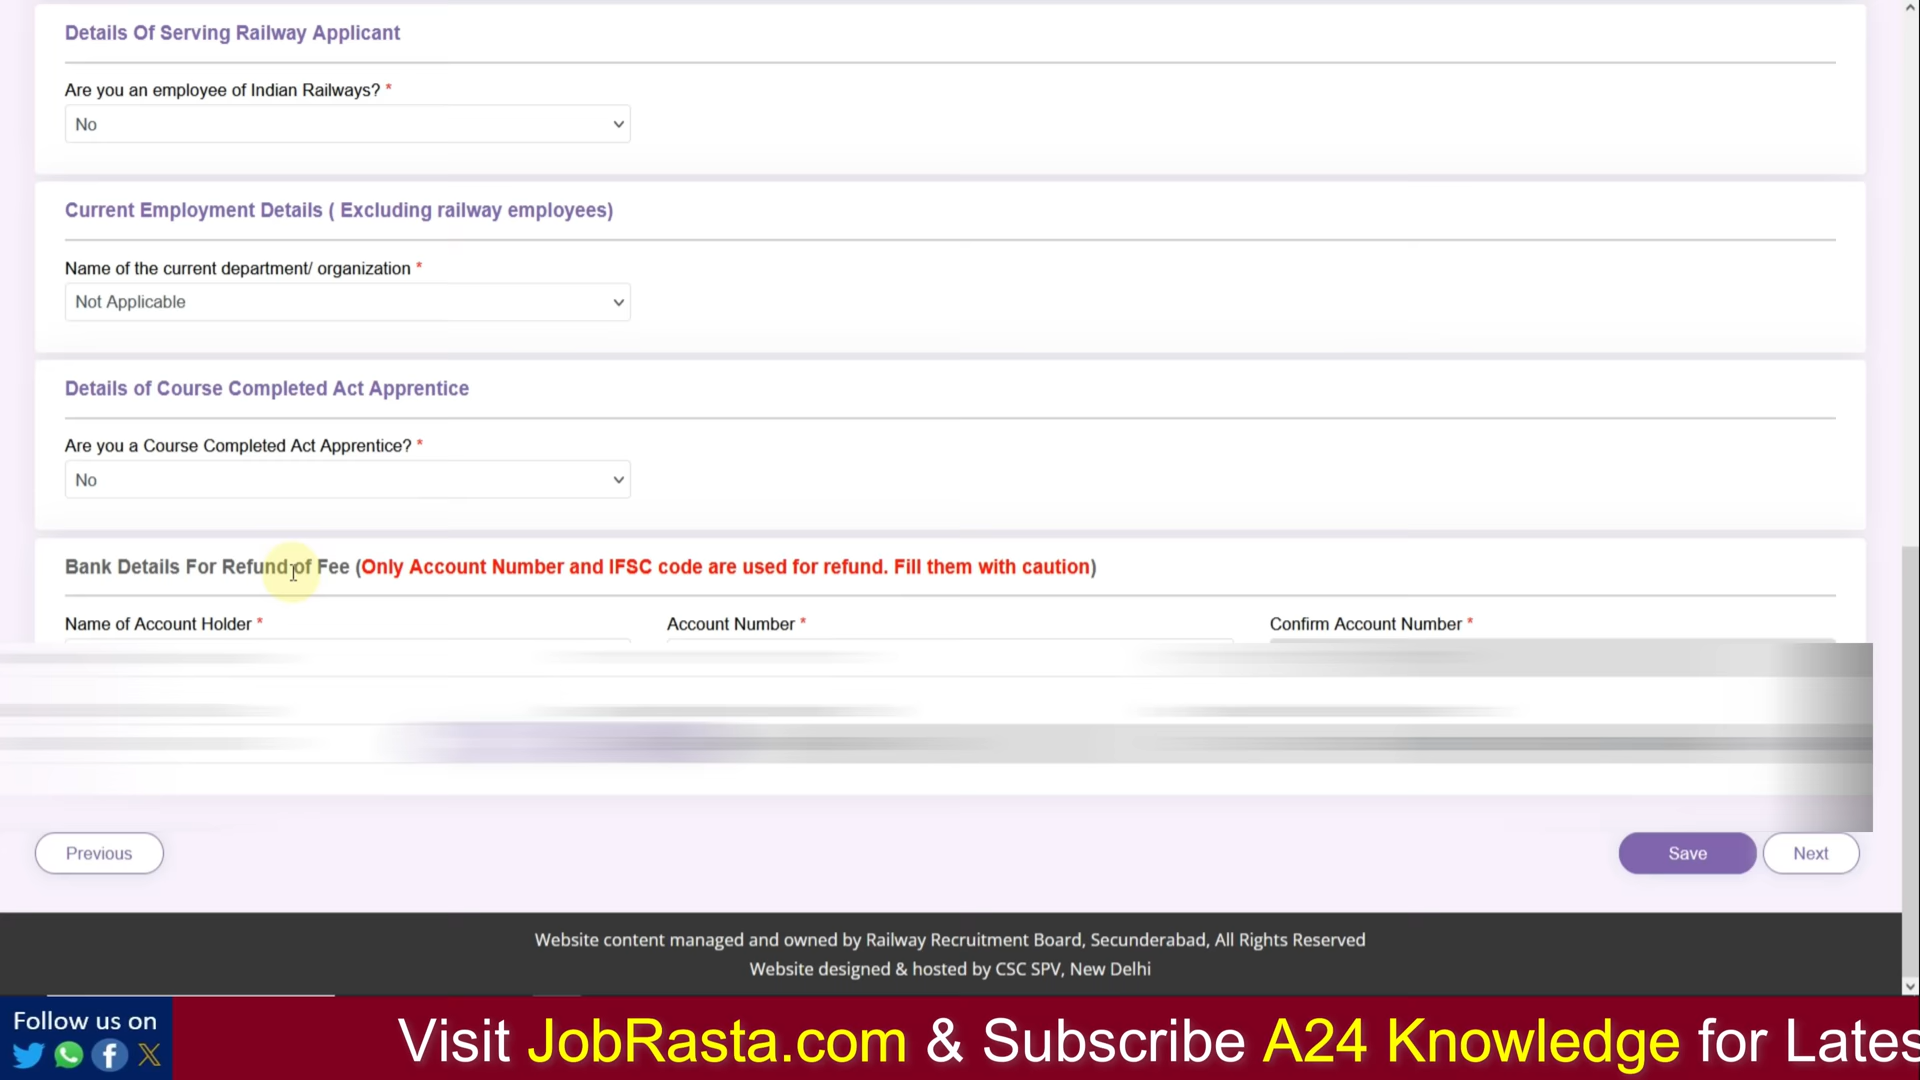 Details Of Serving Railway Applicant
Are you an employee of Indian Railways? *
No
Current Employment Details ( Excluding railway employees)
Name of the current department/ organization *
Not Applicable
Details of Course Completed Act Apprentice
Are you a Course Completed Act Apprentice? *
No
Bank Details For Refund of Fee (Only Account Number and IFSC code are used for refund. Fill them with caution)
Name of Account Holder * Account Number * Confirm Account Number *
Previous Save Next
Website content managed and owned by Railway Recruitment Board, Secunderabad, All Rights Reserved
Website designed & hosted by CSC SPV, New Delhi
Follow us on
Visit JobRasta.com & Subscribe A24 Knowledge for Lates